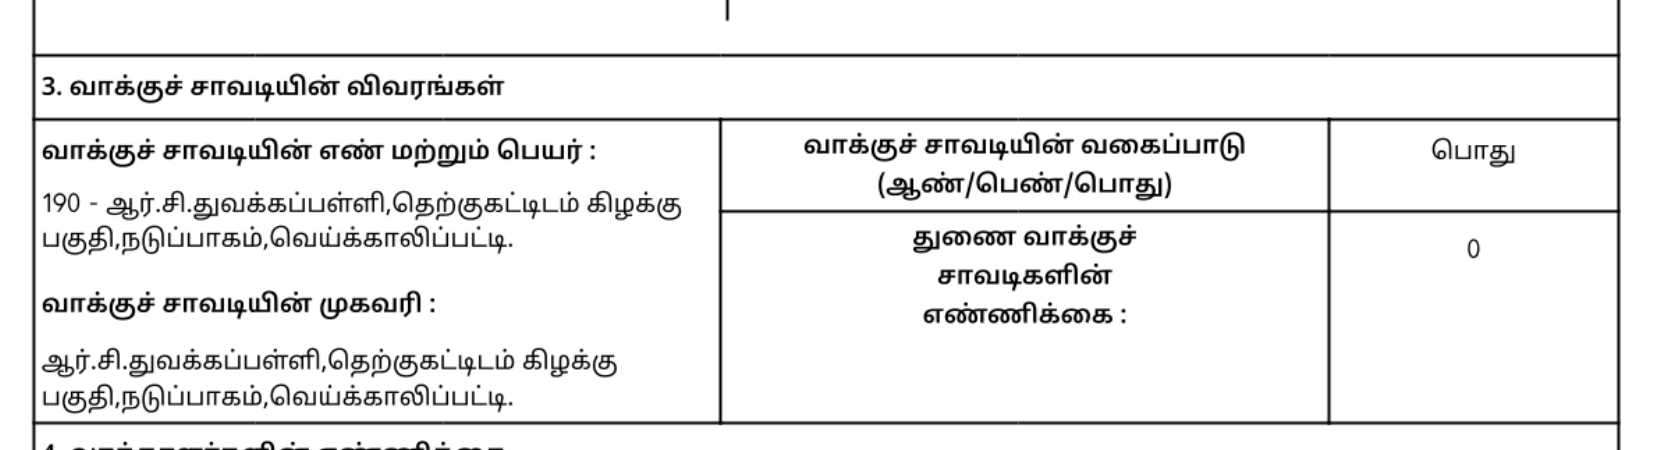 3. வாக்குச் சாவடியின் விவரங்கள்
வாக்குச் சாவடியின் எண் மற்றும் பெயர் :
190 - ஆர்.சி.துவக்கப்பள்ளி,தெற்குகட்டிடம் கிழக்கு
பகுதி,நடுப்பாகம்,வெய்க்காலிப்பட்டி.
வாக்குச் சாவடியின் முகவரி :
ஆர்.சி.துவக்கப்பள்ளி,தெற்குகட்டிடம் கிழக்கு
பகுதி,நடுப்பாகம்,வெய்க்காலிப்பட்டி.
வாக்குச் சாவடியின் வகைப்பாடு
(ஆண்/பெண்/பொது)
பொது
துணை வாக்குச்
சாவடிகளின்
எண்ணிக்கை :
0